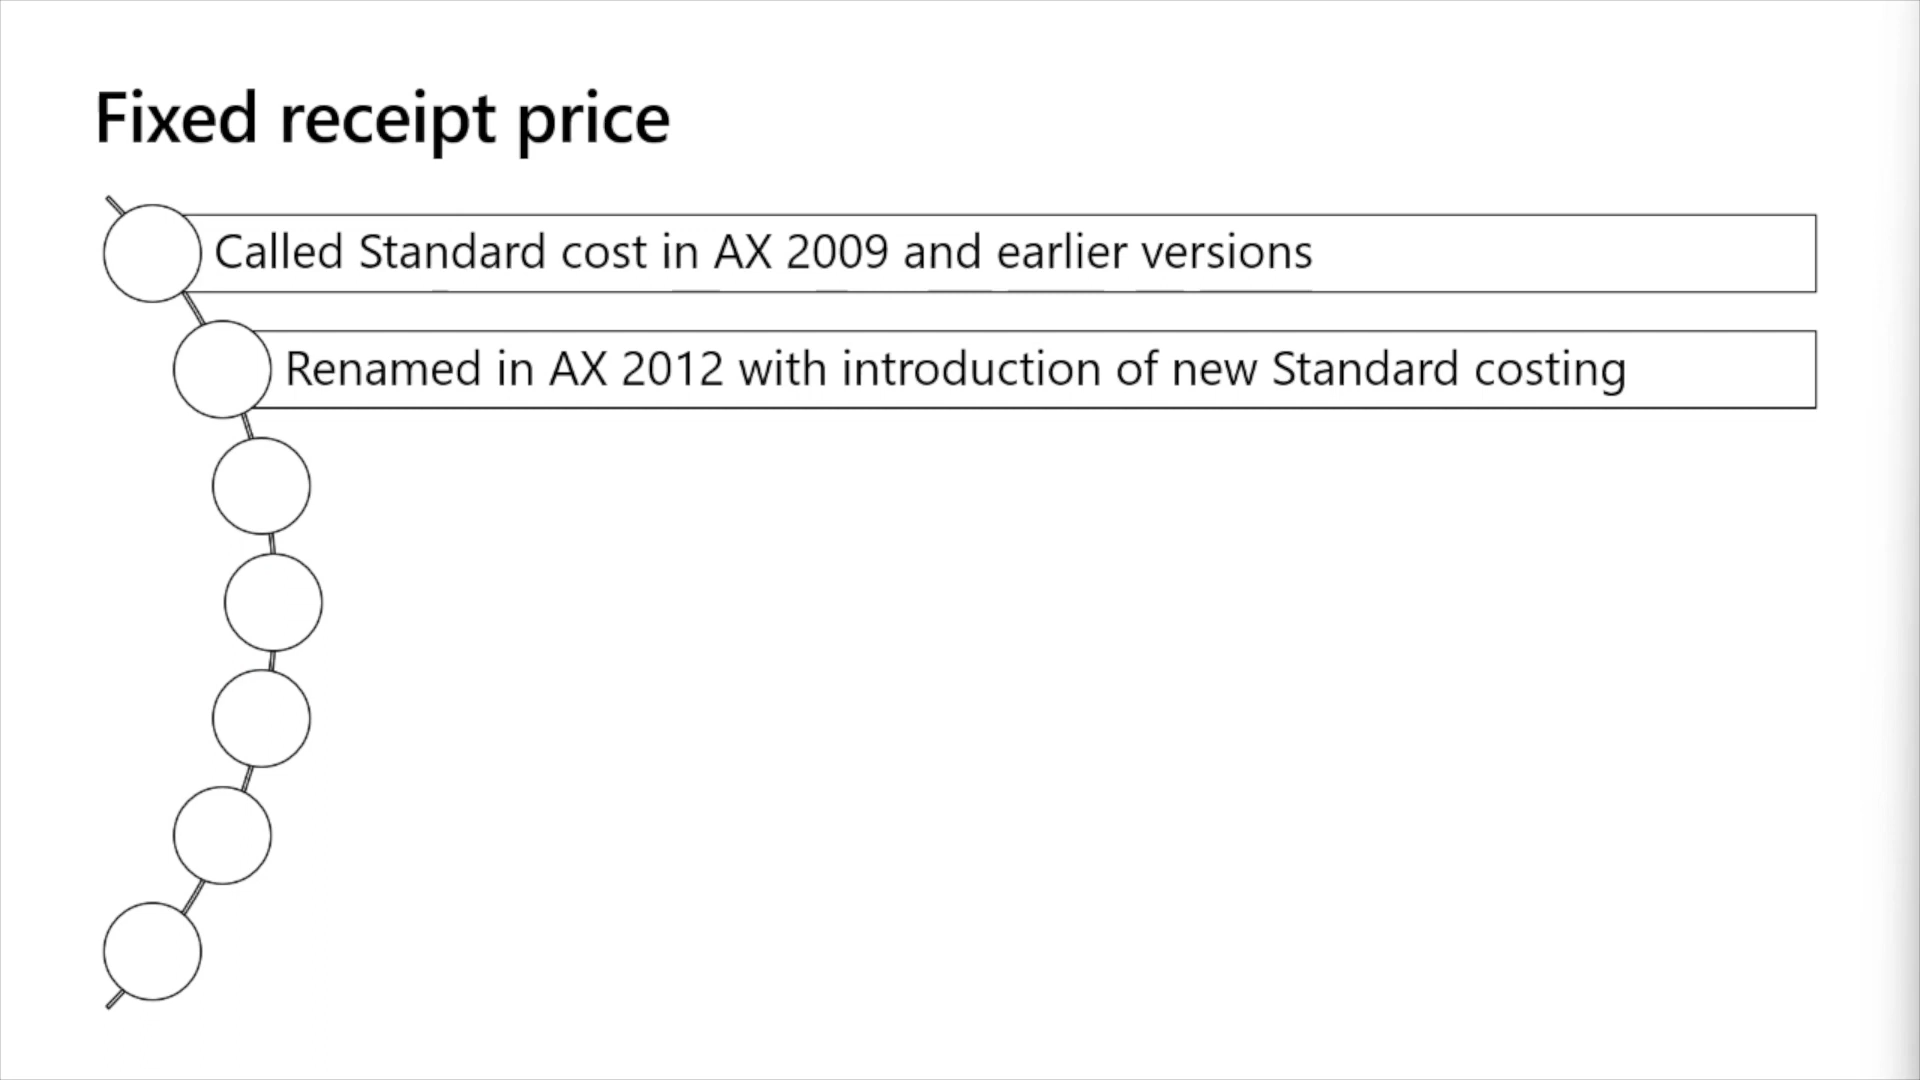 Fixed receipt price
Called Standard cost in AX 2009 and earlier versions
Renamed in AX 2012 with introduction of new Standard costing